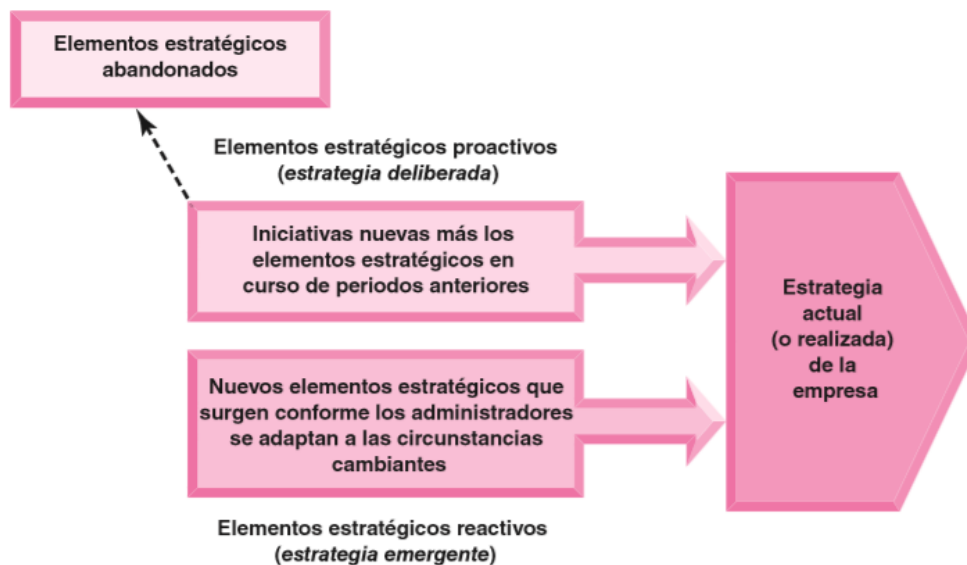 Elementos estratégicos
abandonados
Elementos estratégicos proactivos
(estrategia deliberada)
Iniciativas nuevas más los
elementos estratégicos en
curso de periodos anteriores
Nuevos elementos estratégicos que
surgen conforme los administradores
se adaptan a las circunstancias
cambiantes
Elementos estratégicos reactivos
(estrategia emergente)
Estrategia
actual
(o realizada)
de la
empresa